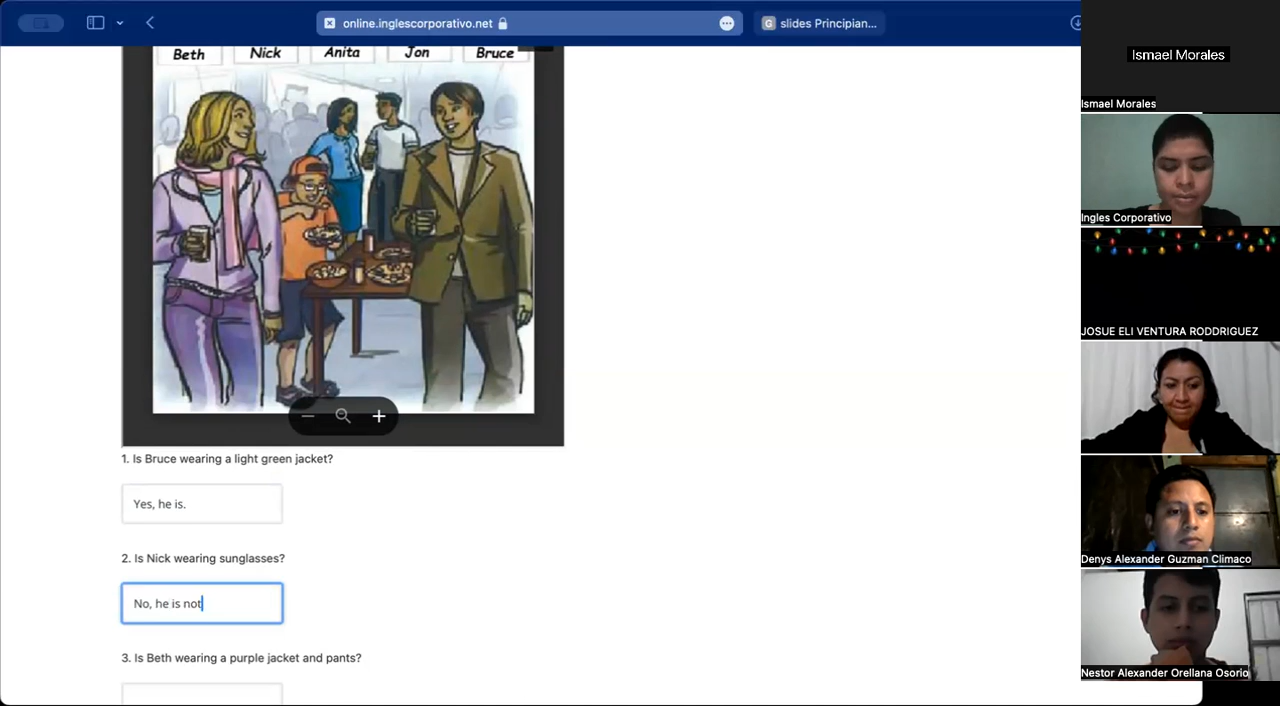 online.inglescorporativo.net
G slides Principian...
Beth Nick Anita Jon Bruce
1. Is Bruce wearing a light green jacket?
Yes, he is.
2. Is Nick wearing sunglasses?
No, he is not
3. Is Beth wearing a purple jacket and pants?
Ismael Morales
Ismael Morales
Ingles Corporativo
JOSUE ELI VENTURA RODDRIGUEZ
Denys Alexander Guzman Climaco
Nestor Alexander Orellana Osorio